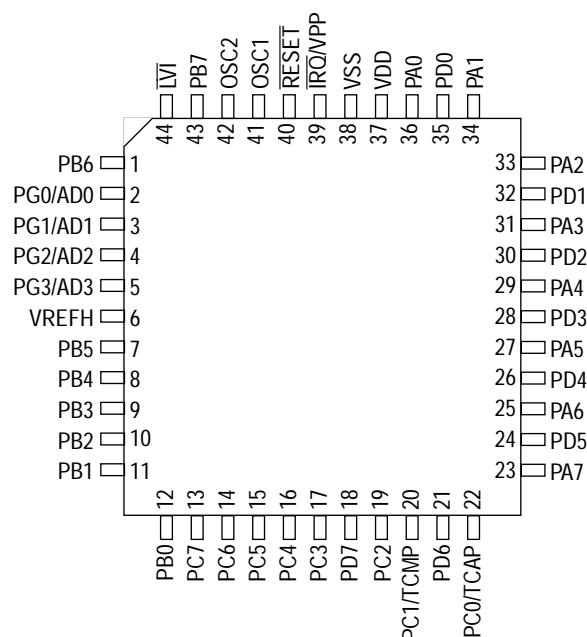 LVI
PB7
OSC2
OSC1
RESET
IRQ/VPP
VSS
VDD
PA0
PD0
PA1
44
43
42
41
40
39
38
37
36
35
34
PB6 1
PG0/AD0 2
PG1/AD1 3
PG2/AD2 4
PG3/AD3 5
VREFH 6
PB5 7
PB4 8
PB3 9
PB2 10
PB1 11
33 PA2
32 PD1
31 PA3
30 PD2
29 PA4
28 PD3
27 PA5
26 PD4
25 PA6
24 PD5
23 PA7
12
13
14
15
16
17
18
19
20
21
22
PB0
PC7
PC6
PC5
PC4
PC3
PD7
PC2
PC1/TCMP
PD6
PC0/TCAP